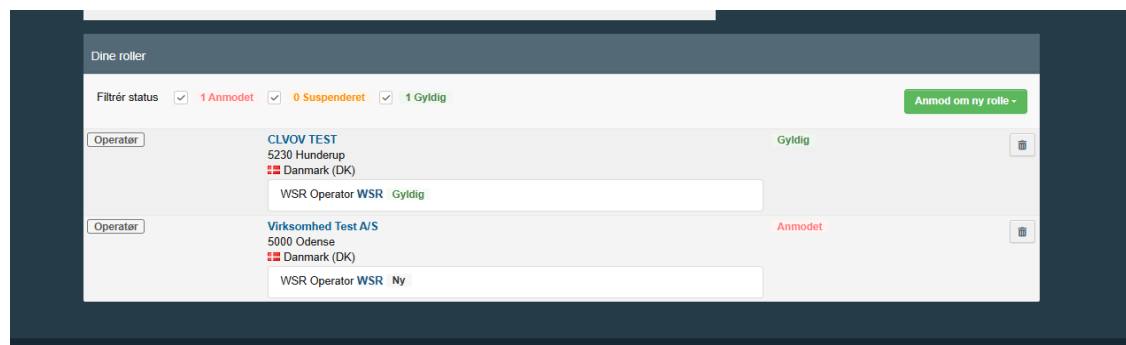 Dine roller
Filtrér status 1 Anmodet 0 Suspenderet 1 Gyldig Anmod om ny rolle
Operatør CLVOV TEST Gyldig
5230 Hunderup
Danmark (DK)
WSR Operator WSR Gyldig
Operatør Virksomhed Test A/S Anmodet
5000 Odense
Danmark (DK)
WSR Operator WSR Ny